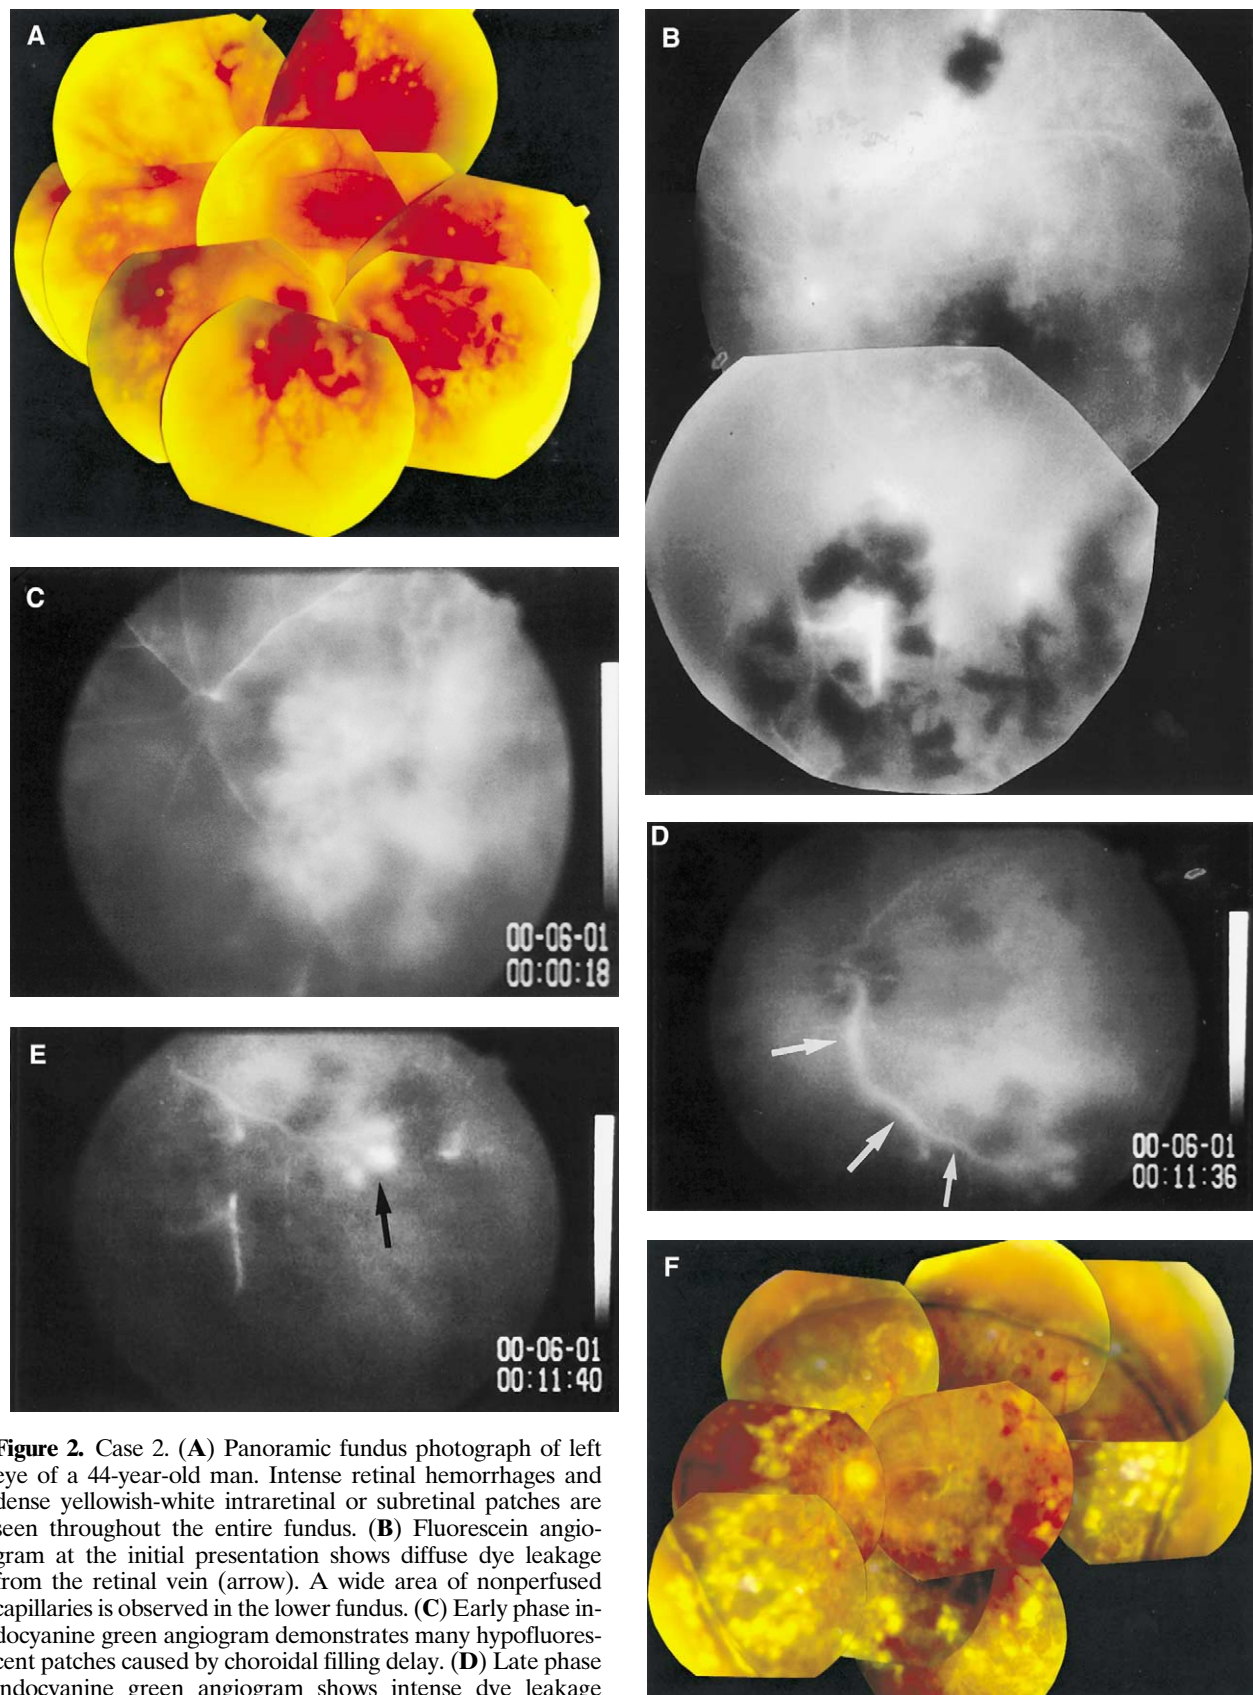 A
B
C
00-06-01
00:00:18
D
00-06-01
00:11:36
E
00-06-01
00:11:40
F
Figure 2. Case 2. (A) Panoramic fundus photograph of left
eye of a 44-year-old man. Intense retinal hemorrhages and
dense yellowish-white intraretinal or subretinal patches are
seen throughout the entire fundus. (B) Fluorescein angio-
gram at the initial presentation shows diffuse dye leakage
from the retinal vein (arrow). A wide area of nonperfused
capillaries is observed in the lower fundus. (C) Early phase in-
docyanine green angiogram demonstrates many hypofluores-
cent patches caused by choroidal filling delay. (D) Late phase
indocyanine green angiogram shows intense dye leakage